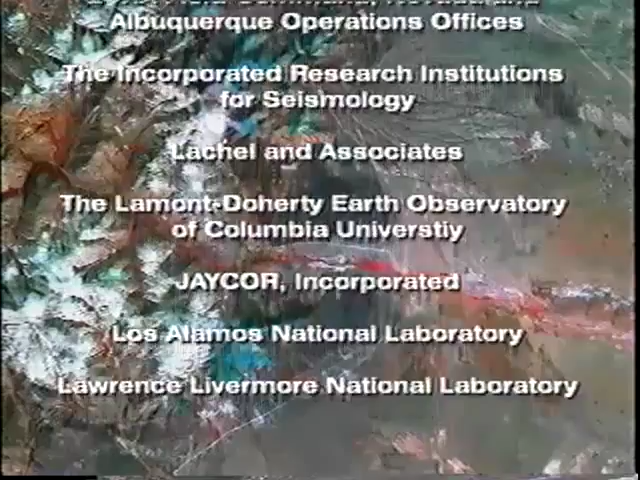 Albuquerque Operations Offices
The Incorporated Research Institutions
for Seismology
Lachel and Associates
The Lamont-Doherty Earth Observatory
of Columbia Universtiy
JAYCOR, Incorporated
Los Alamos National Laboratory
Lawrence Livermore National Laboratory